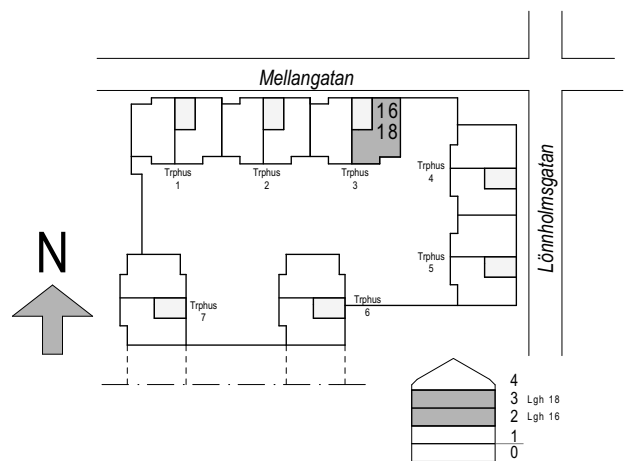 Mellangatan
16
18
Trphus
1
Trphus
2
Trphus
3
Trphus
4
Lönnholmsgatan
N
Trphus
5
Trphus
7
Trphus
6
4
3 Lgh 18
2 Lgh 16
1
0